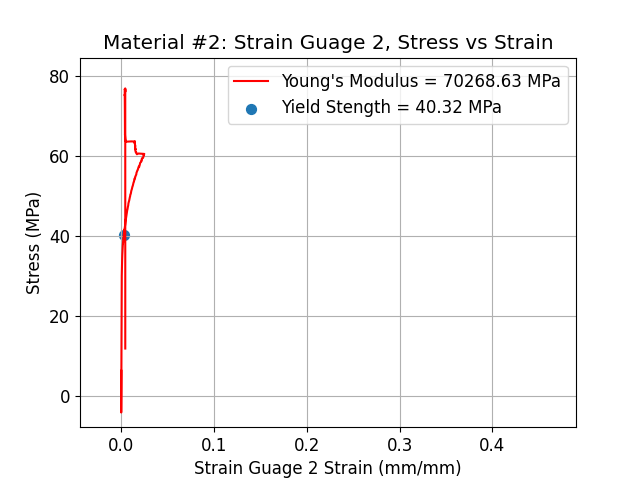 Material #2: Strain Guage 2, Stress vs Strain
Young's Modulus = 70268.63 MPa
Yield Stength = 40.32 MPa
80
60
40
20
0
Stress (MPa)
0.0 0.1 0.2 0.3 0.4
Strain Guage 2 Strain (mm/mm)